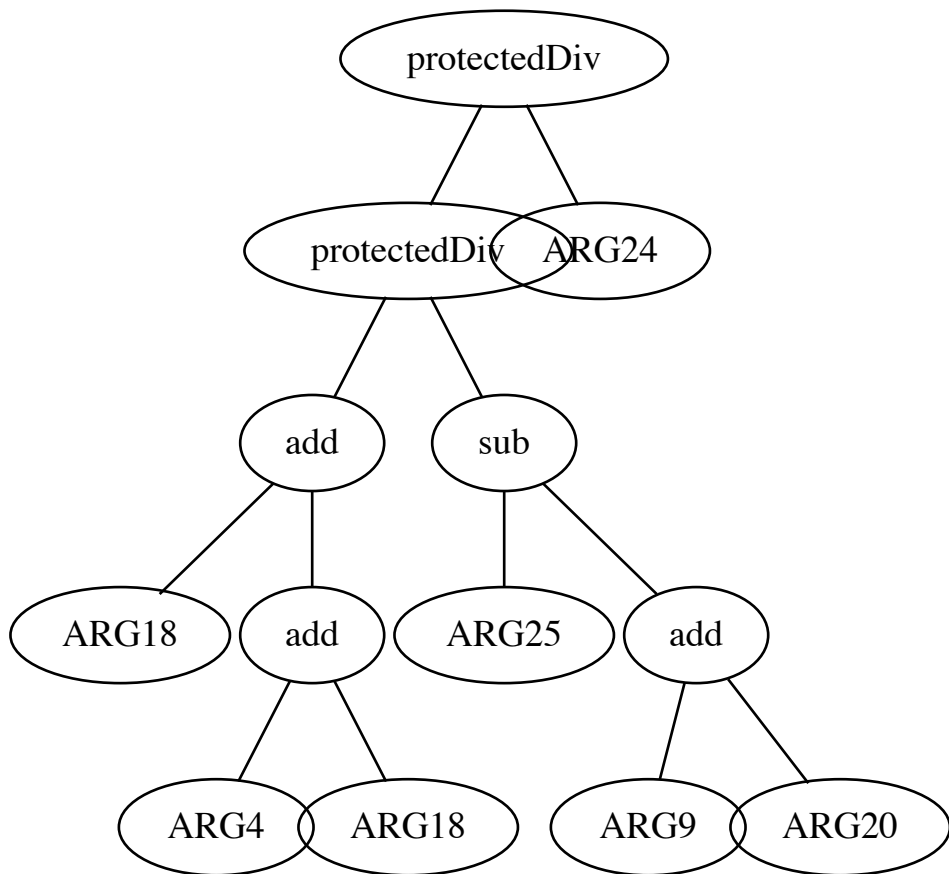 protectedDiv
protectedDiv ARG24
add sub
ARG18 add ARG25 add
ARG4 ARG18 ARG9 ARG20